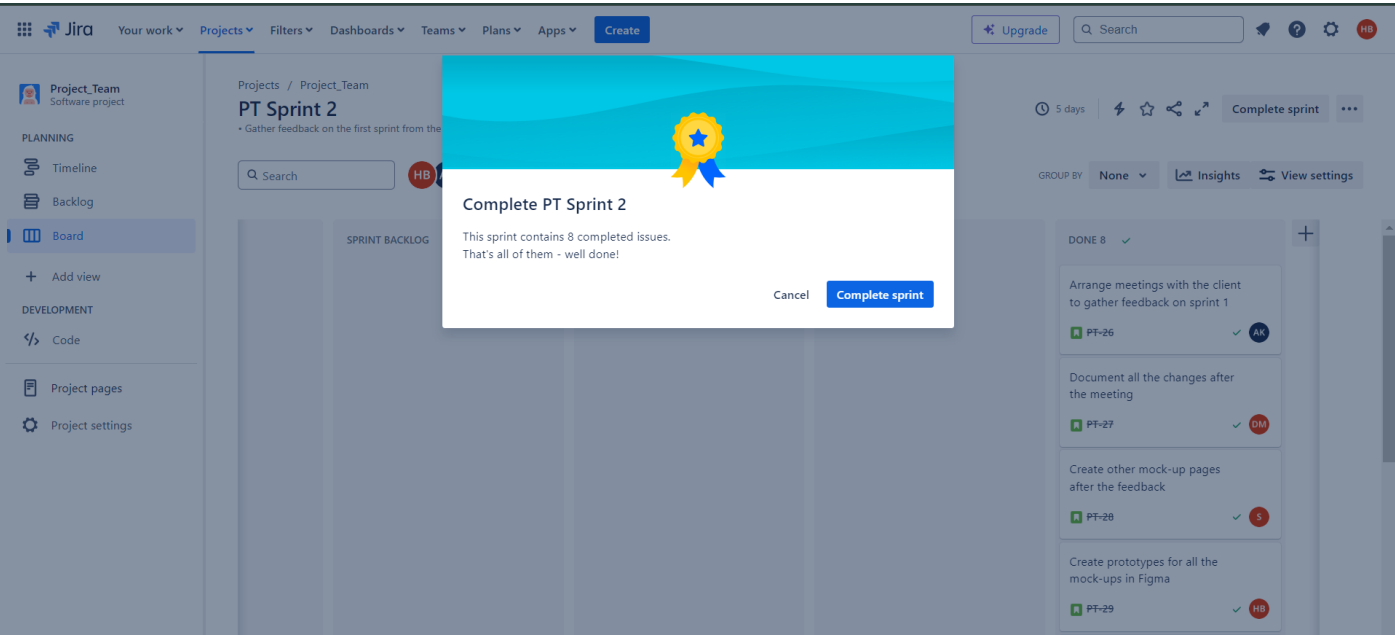 Jira Your work Projects Filters Dashboards Teams Plans Apps Create Upgrade Search HB
Project_Team
Software project
PLANNING
Timeline
Backlog
Board
Add view
DEVELOPMENT
Code
Project pages
Project settings
Projects / Project_Team
PT Sprint 2
• Gather feedback on the first sprint from the
5 days Complete sprint
Search HB
GROUP BY None Insights View settings
Complete PT Sprint 2
This sprint contains 8 completed issues.
That's all of them - well done!
Cancel Complete sprint
SPRINT BACKLOG
DONE 8
Arrange meetings with the client
to gather feedback on sprint 1
PT-26 AK
Document all the changes after
the meeting
PT-27 DM
Create other mock-up pages
after the feedback
PT-28 S
Create prototypes for all the
mock-ups in Figma
PT-29 HB